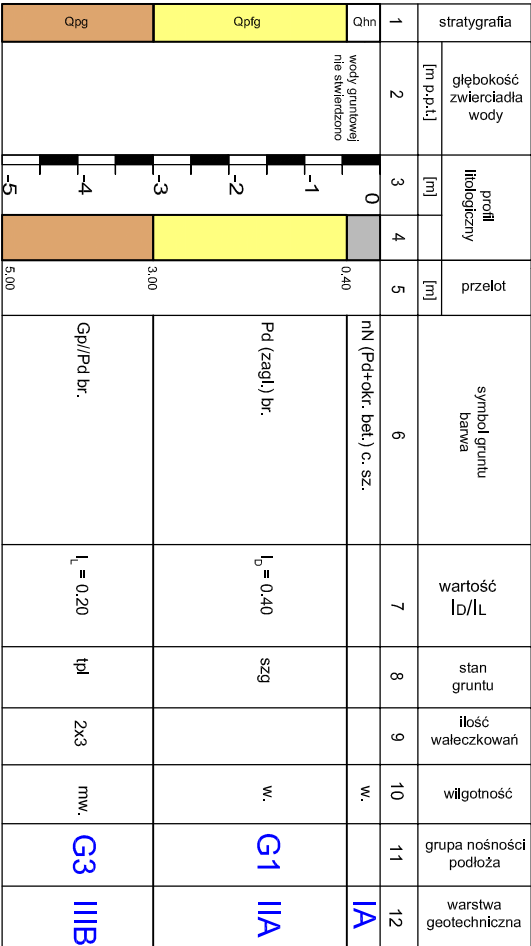 stratygrafia
głębokość
zwierciadła
wody
[m p.p.t.]
profil
litologiczny
[m]
przelot
[m]
symbol gruntu
barwa
wartość
ID/IL
stan
gruntu
ilość
wałeczkowań
wilgotność
grupa nośności
podłoża
warstwa
geotechniczna
1 2 3 4 5 6 7 8 9 10 11 12
Qhn
wody gruntowej
nie stwierdzono
0
-1
-2
-3
-4
-5
0.40
nN (Pd+okr. bet.) c. sz.
w.
IA
Qpfg
3.00
Pd (zagl.) br.
ID = 0.40
szg
w.
G1
IIA
Qpg
5.00
Gp//Pd br.
IL = 0.20
tpl
2x3
mw.
G3
IIIB